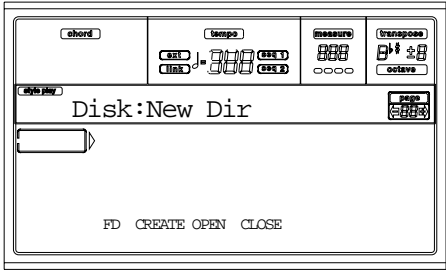 chord tempo measure transpose
ext seq 1
link seq 2
octave
style play page
Disk:New Dir
FD CREATE OPEN CLOSE